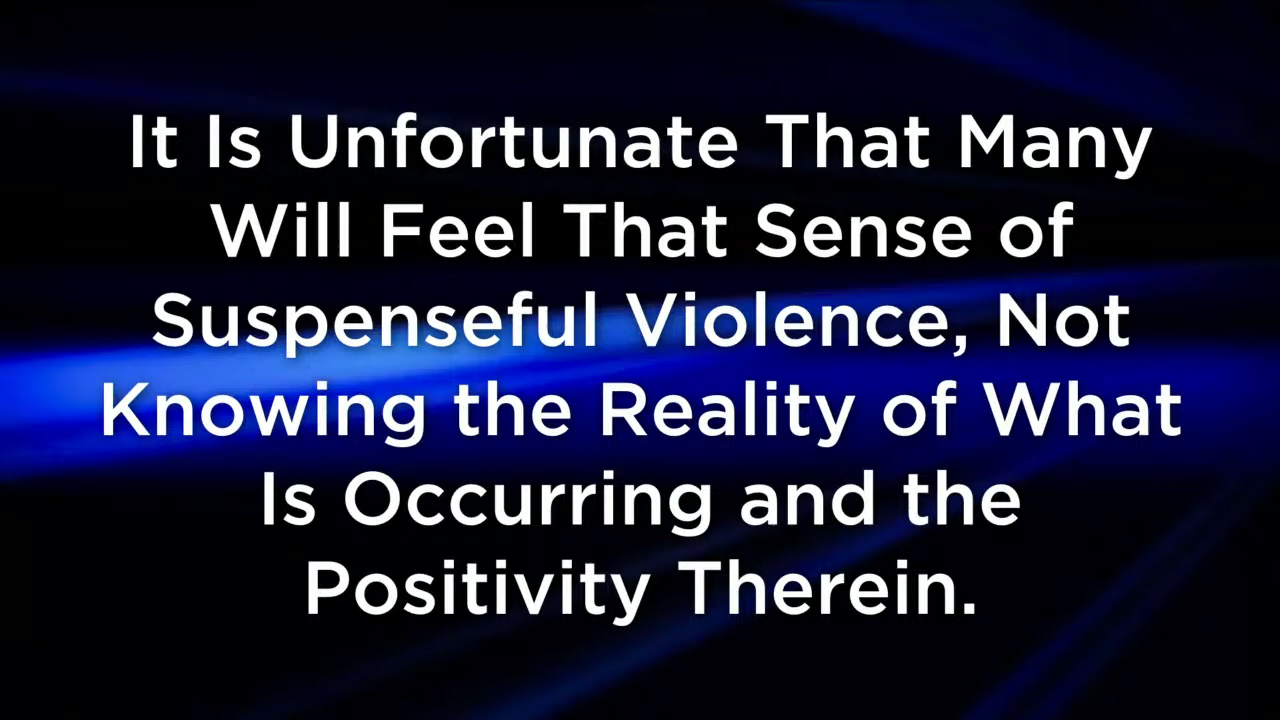 It Is Unfortunate That Many
Will Feel That Sense of
Suspenseful Violence, Not
Knowing the Reality of What
Is Occurring and the
Positivity Therein.